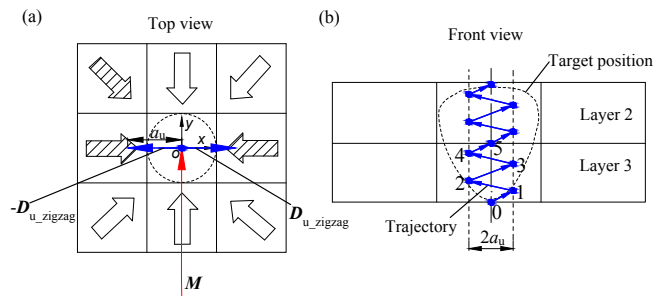 (a)
Top view
y
a_u
x
o
-D_u_zigzag
D_u_zigzag
M
(b)
Front view
Target position
Layer 2
5
4
Layer 3
3
2
1
Trajectory
0
2a_u